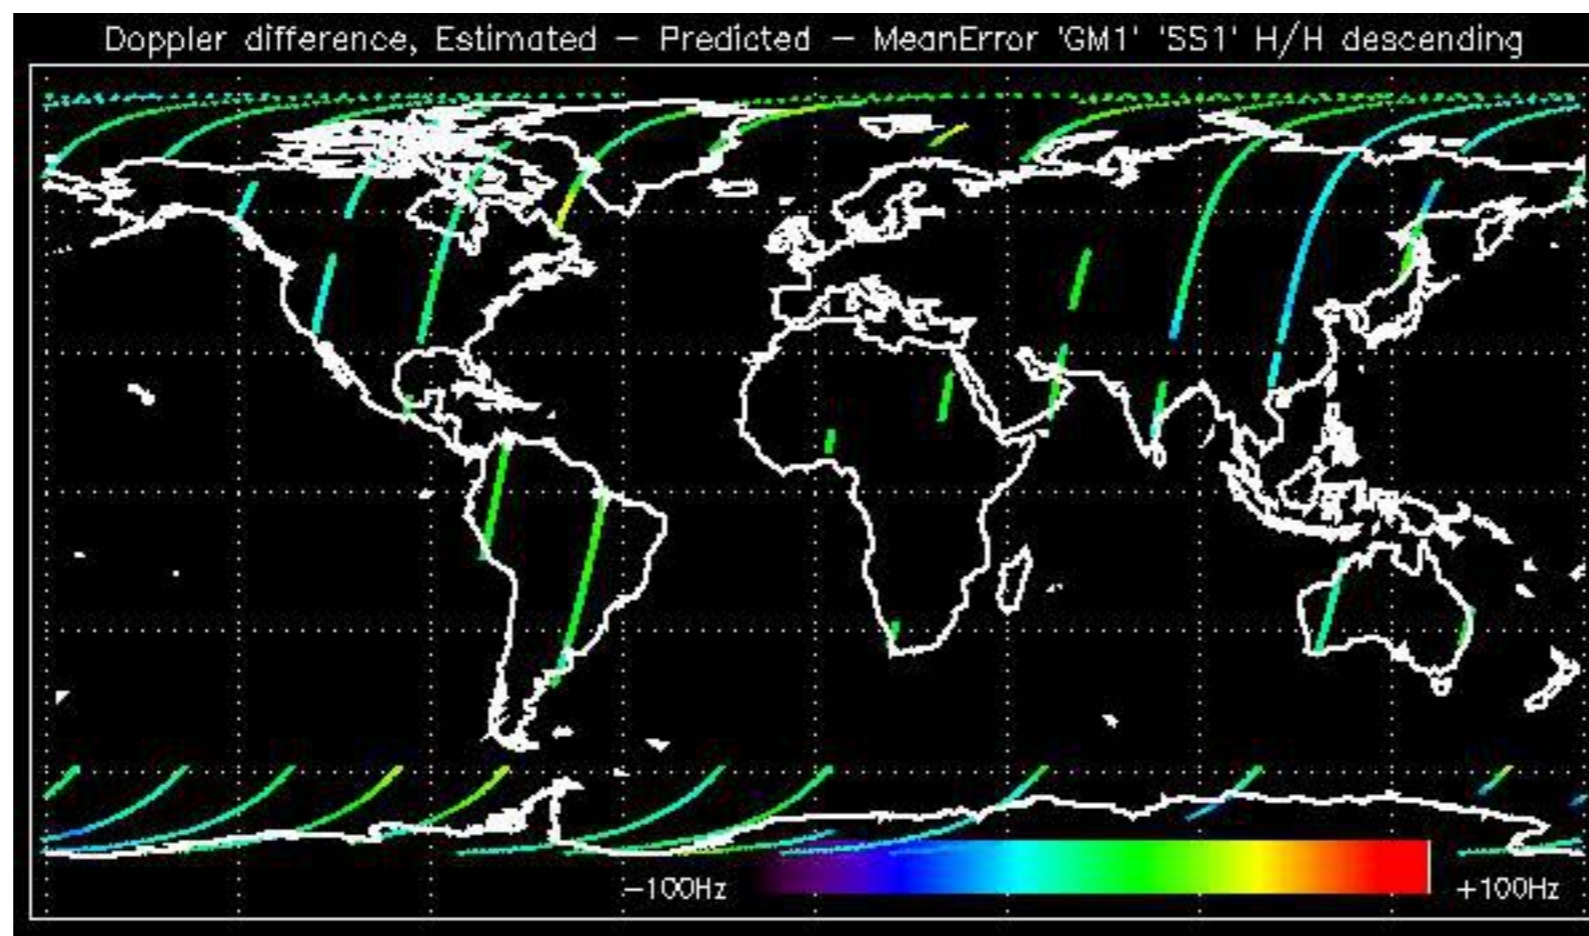 Doppler difference, Estimated – Predicted – MeanError 'GM1' 'SS1' H/H descending
–100Hz +100Hz